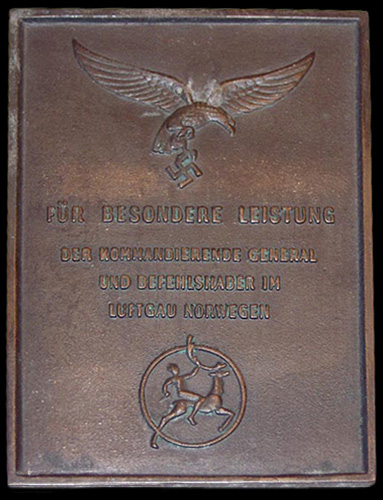 FÜR BESONDERE LEISTUNG
DER KOMMANDIERENDE GENERAL
UND BEFEHLSHABER IM
LUFTGAU NORWEGEN